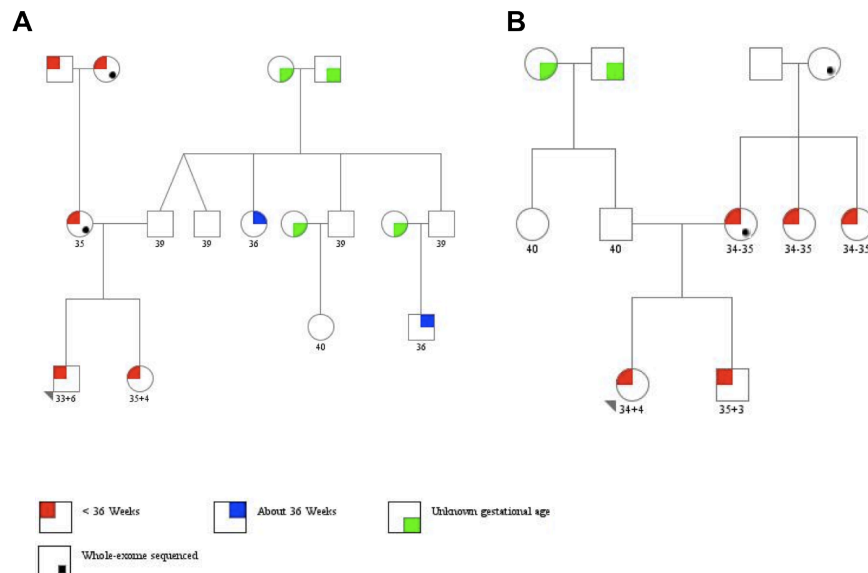 A
B
35
39
39
36
39
39
40
36
33+6
35+4
40
40
34-35
34-35
34-35
34+4
35+3
< 36 Weeks
About 36 Weeks
Unknown gestational age
Whole-exome sequenced